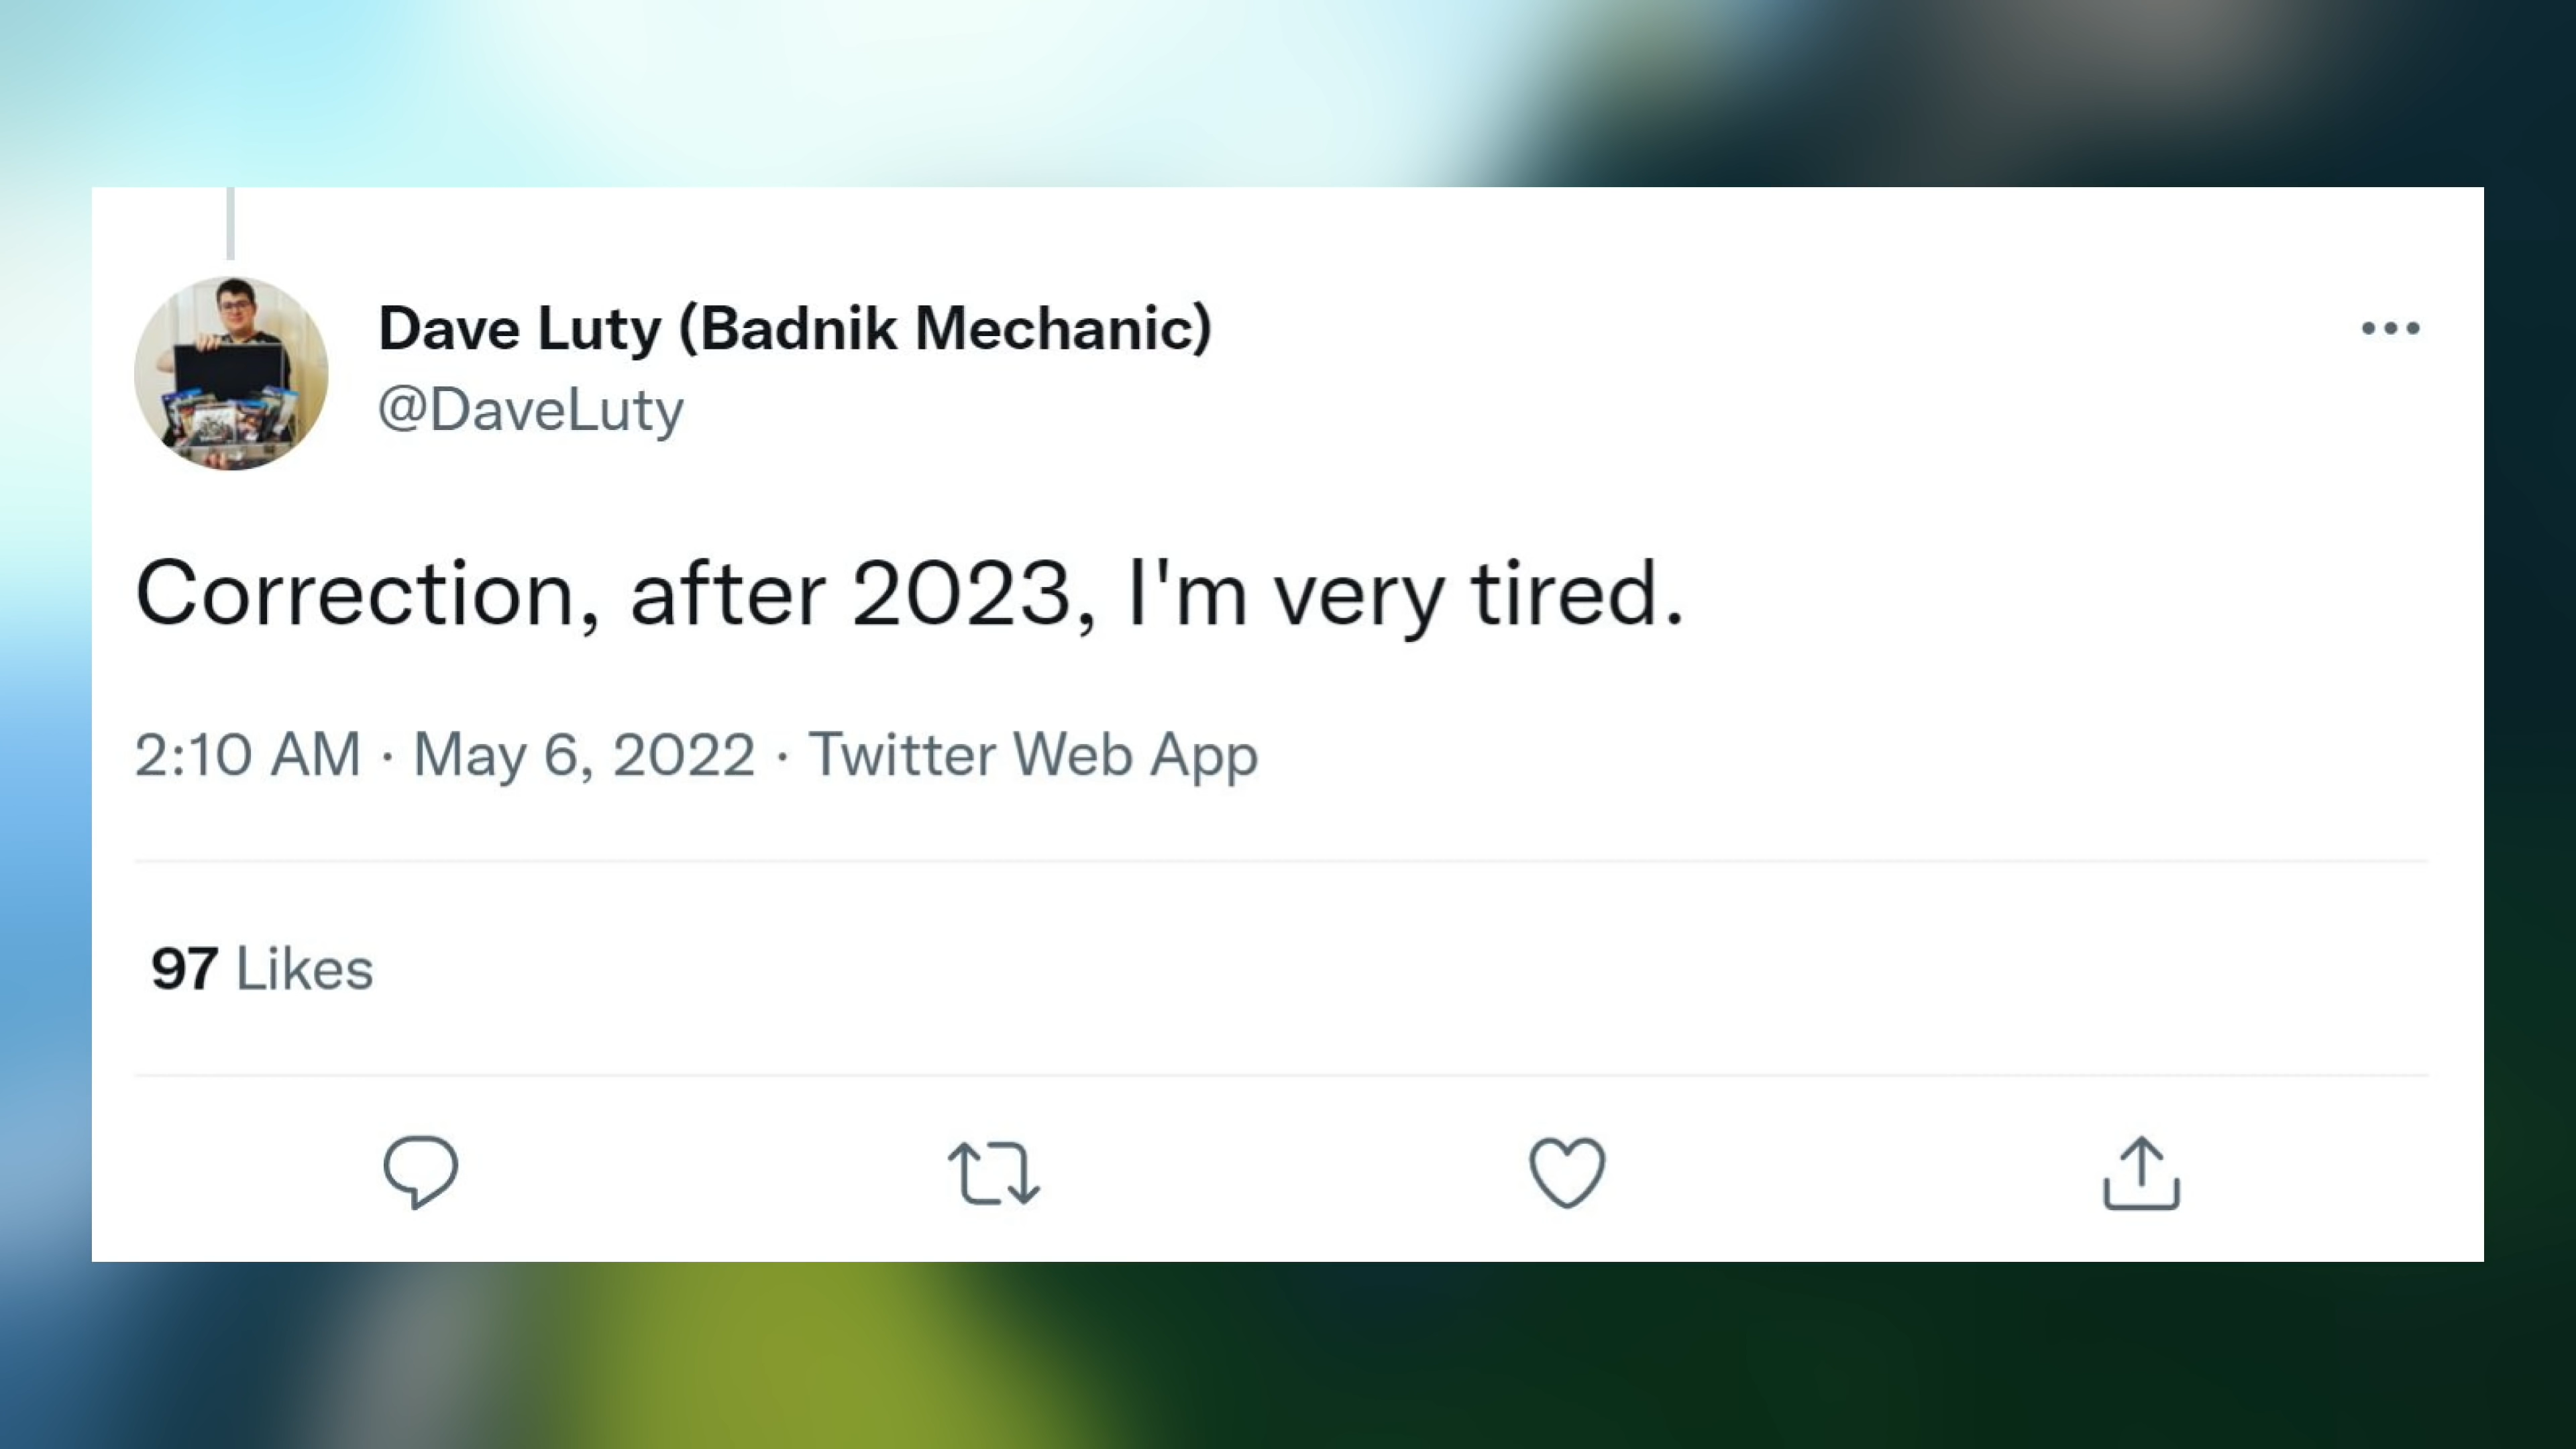 Dave Luty (Badnik Mechanic)
@DaveLuty
Correction, after 2023, I'm very tired.
2:10 AM · May 6, 2022 · Twitter Web App
97 Likes